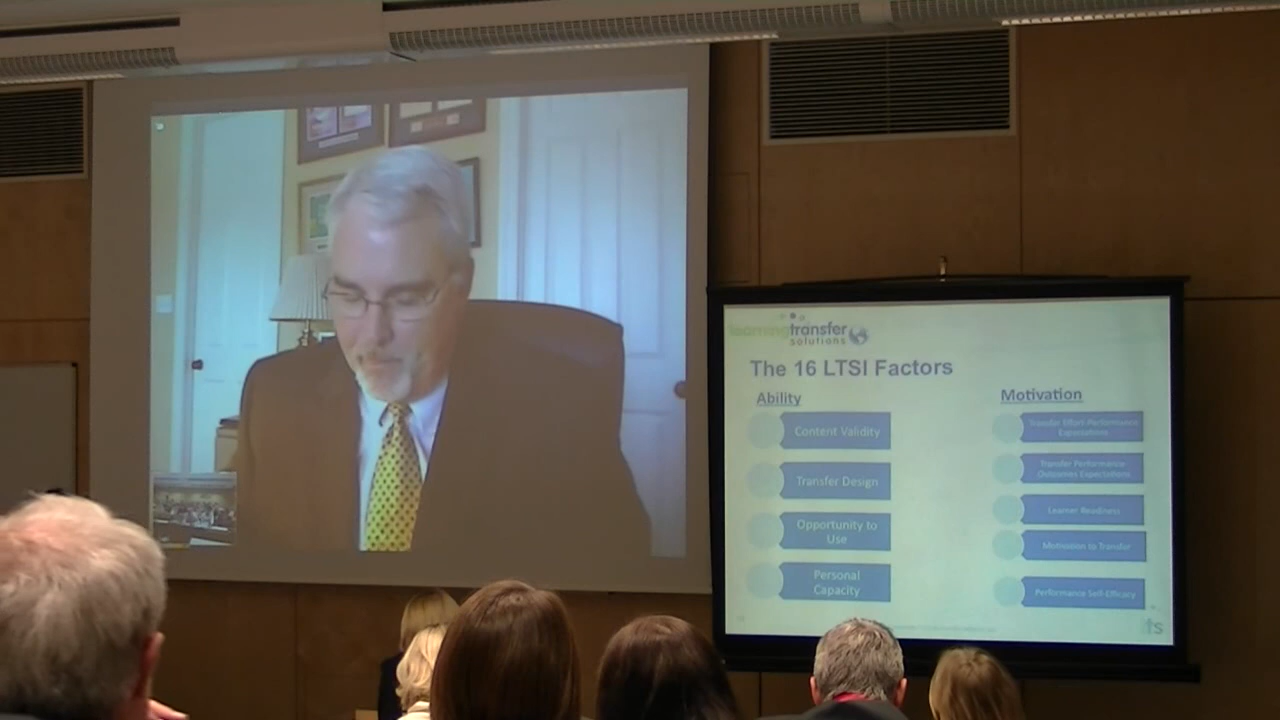 learningtransfer
solutions
The 16 LTSI Factors
Ability
Content Validity
Transfer Design
Opportunity to
Use
Personal
Capacity
Motivation
Transfer Effort-Performance
Expectations
Transfer Performance
Outcomes Expectations
Learner Readiness
Motivation to Transfer
Performance Self-Efficacy
ts